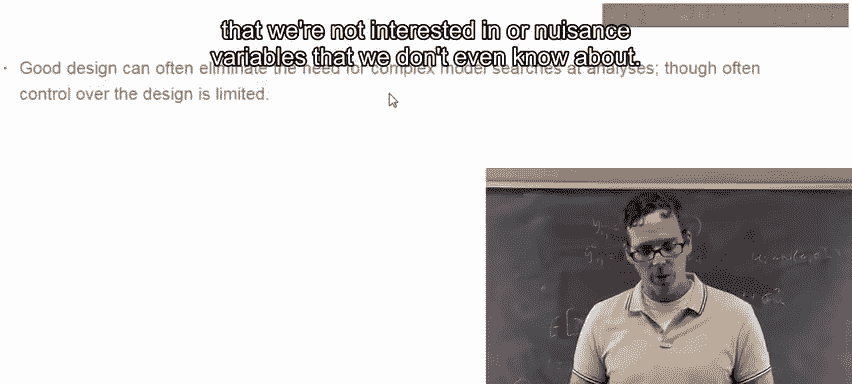 that we're not interested in or nuisance
variables that we don't even know about.
· Good design can often eliminate the need for complex model searches at analyses; though often
control over the design is limited.